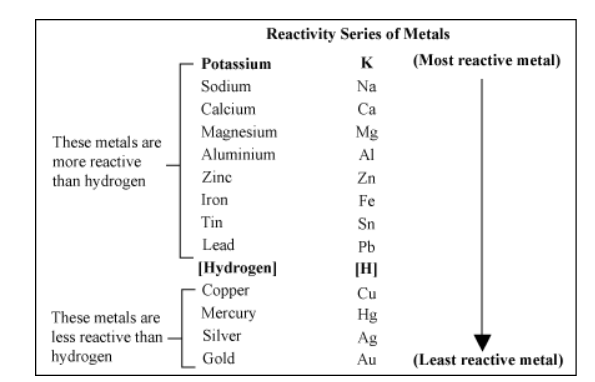 Reactivity Series of Metals
Potassium K (Most reactive metal)
Sodium Na
Calcium Ca
Magnesium Mg
Aluminium Al
Zinc Zn
Iron Fe
Tin Sn
Lead Pb
These metals are
more reactive
than hydrogen
[Hydrogen] [H]
Copper Cu
Mercury Hg
Silver Ag
Gold Au (Least reactive metal)
These metals are
less reactive than
hydrogen